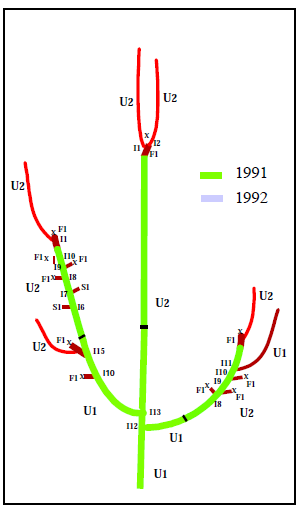 U2 U2
x
I1 I2
F1
1991
1992
U2
x F1
I1
F1 x I10 x F1
I9
F1 x I8
U2 I7 S1
S1 I6
U2
U2
U1
F1 x
U2 I15
F1 x I10
U1
x
F1
I11
I10
I9 F1
F1 x x F1
I8 U2
I13
I12
U1
U1